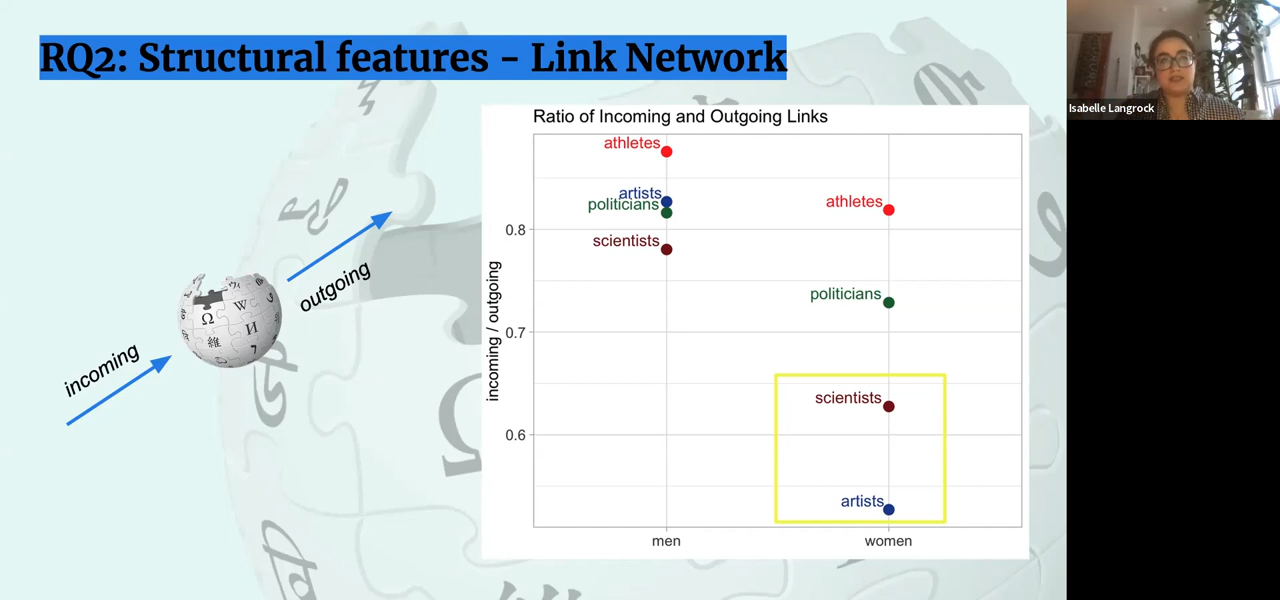 RQ2: Structural features - Link Network
Isabelle Langrock
Ratio of Incoming and Outgoing Links
athletes
artists
politicians
athletes
0.8
scientists
outgoing
politicians
0.7
incoming
incoming / outgoing
scientists
0.6
artists
men
women
Ω
W
И
維